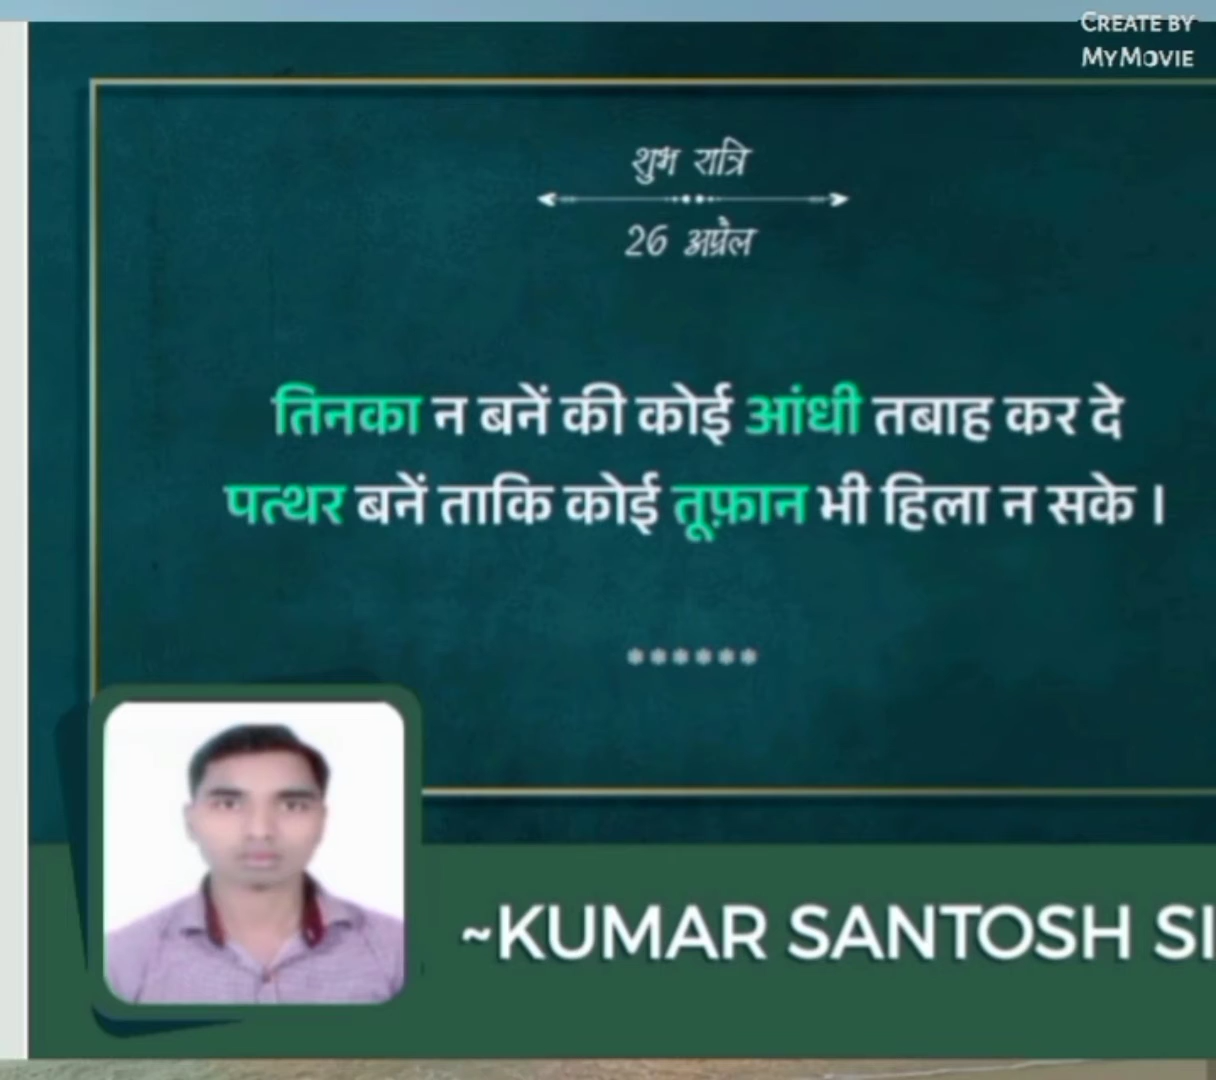 CREATE BY
MYMOVIE
शुभ रात्रि
26 अप्रैल
तिनका न बनें की कोई आंधी तबाह कर दे
पत्थर बनें ताकि कोई तूफ़ान भी हिला न सके ।
******
~KUMAR SANTOSH SI